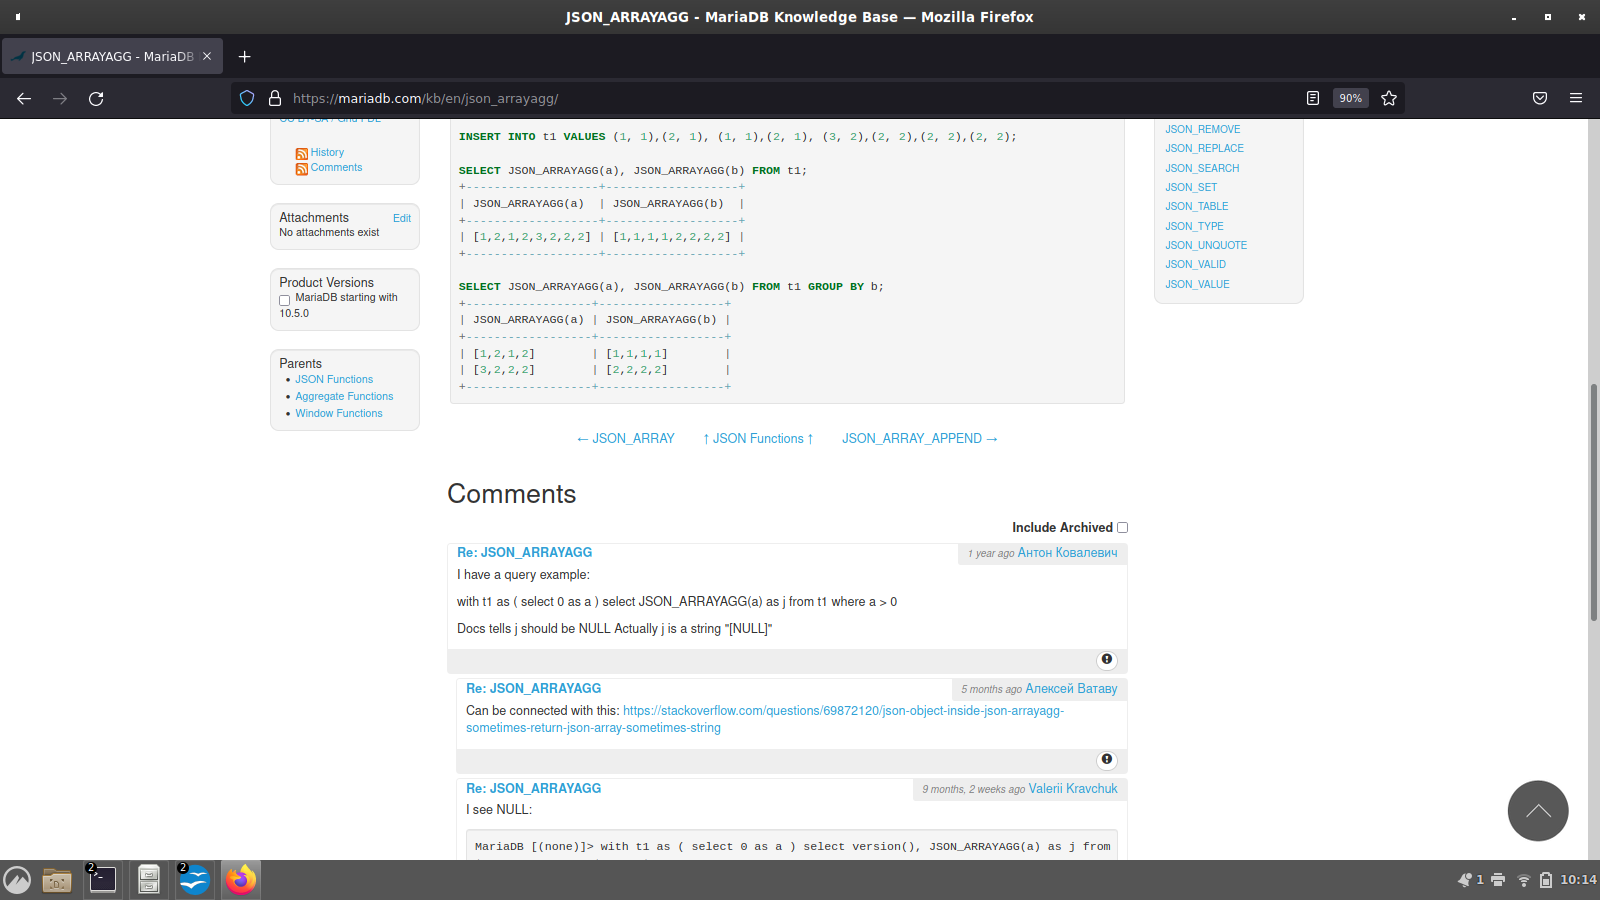 JSON_ARRAYAGG - MariaDB Knowledge Base — Mozilla Firefox
JSON_ARRAYAGG - MariaDB
https://mariadb.com/kb/en/json_arrayagg/
90%
History
Comments
Attachments
Edit
No attachments exist
Product Versions
MariaDB starting with
10.5.0
Parents
JSON Functions
Aggregate Functions
Window Functions
INSERT INTO t1 VALUES (1, 1),(2, 1), (1, 1),(2, 1), (3, 2),(2, 2),(2, 2),(2, 2);
SELECT JSON_ARRAYAGG(a), JSON_ARRAYAGG(b) FROM t1;
+-------------------+-------------------+
| JSON_ARRAYAGG(a)  | JSON_ARRAYAGG(b)  |
+-------------------+-------------------+
| [1,2,1,2,3,2,2,2] | [1,1,1,1,2,2,2,2] |
+-------------------+-------------------+
SELECT JSON_ARRAYAGG(a), JSON_ARRAYAGG(b) FROM t1 GROUP BY b;
+------------------+------------------+
| JSON_ARRAYAGG(a) | JSON_ARRAYAGG(b) |
+------------------+------------------+
| [1,2,1,2]        | [1,1,1,1]        |
| [3,2,2,2]        | [2,2,2,2]        |
+------------------+------------------+
← JSON_ARRAY
↑ JSON Functions ↑
JSON_ARRAY_APPEND →
JSON_REMOVE
JSON_REPLACE
JSON_SEARCH
JSON_SET
JSON_TABLE
JSON_TYPE
JSON_UNQUOTE
JSON_VALID
JSON_VALUE
Comments
Include Archived
Re: JSON_ARRAYAGG
1 year ago Антон Ковалевич
I have a query example:
with t1 as ( select 0 as a ) select JSON_ARRAYAGG(a) as j from t1 where a > 0
Docs tells j should be NULL Actually j is a string "[NULL]"
Re: JSON_ARRAYAGG
5 months ago Алексей Ватаву
Can be connected with this: https://stackoverflow.com/questions/69872120/json-object-inside-json-arrayagg-
sometimes-return-json-array-sometimes-string
Re: JSON_ARRAYAGG
9 months, 2 weeks ago Valerii Kravchuk
I see NULL:
MariaDB [(none)]> with t1 as ( select 0 as a ) select version(), JSON_ARRAYAGG(a) as j from
2
2
1
10:14